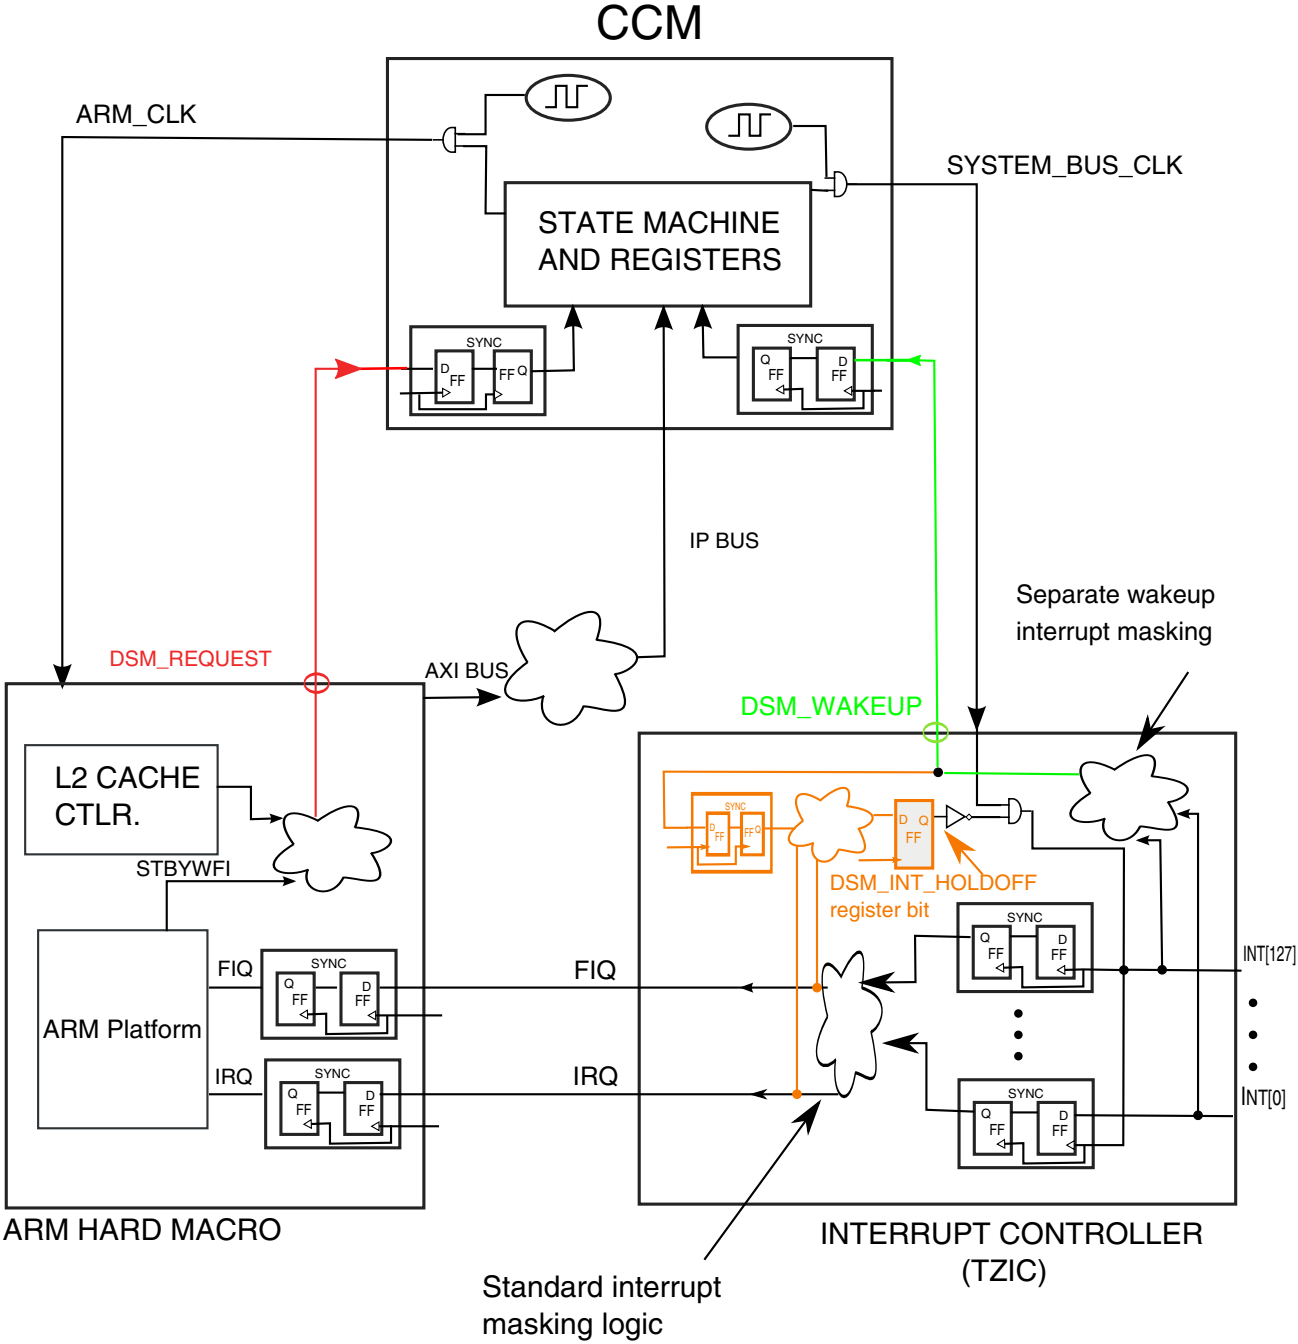 CCM
ARM_CLK
SYSTEM_BUS_CLK
STATE MACHINE
AND REGISTERS
SYNC
D
FF
FF
Q
SYNC
Q
FF
D
FF
IP BUS
Separate wakeup
interrupt masking
DSM_REQUEST
AXI BUS
DSM_WAKEUP
L2 CACHE
CTLR.
STBYWFI
SYNC
D
FF
FF
Q
D
Q
FF
DSM_INT_HOLDOFF
register bit
SYNC
Q
FF
D
FF
INT[127]
FIQ
SYNC
Q
FF
D
FF
FIQ
ARM Platform
IRQ
SYNC
Q
FF
D
FF
IRQ
SYNC
Q
FF
D
FF
INT[0]
ARM HARD MACRO
INTERRUPT CONTROLLER
(TZIC)
Standard interrupt
masking logic